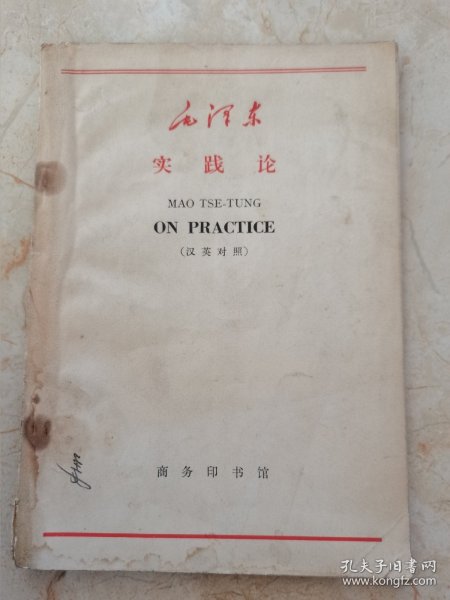 毛泽东
实践论
MAO TSE-TUNG
ON PRACTICE
（汉英对照）
商务印书馆
孔夫子旧书网
www.kongfz.com